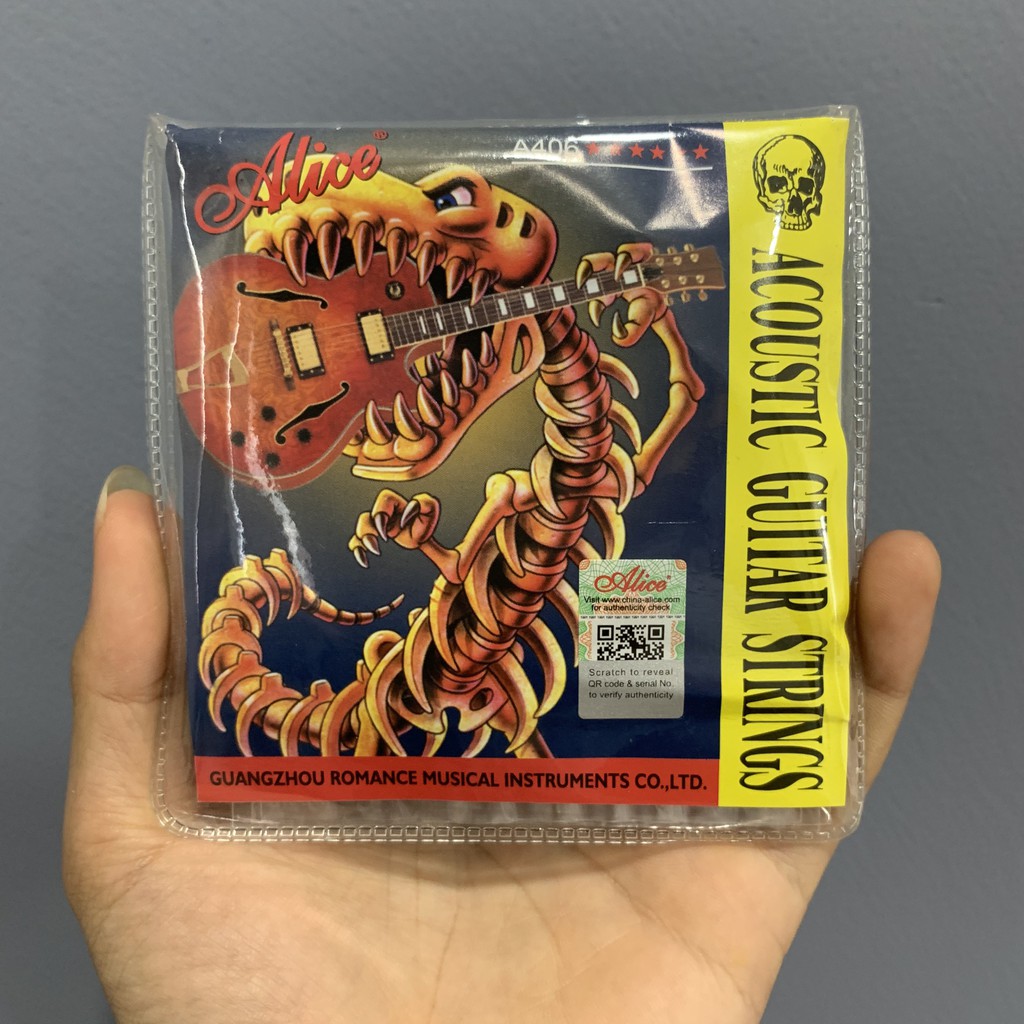 Alice®
A406 ★★★★★★
ACOUSTIC GUITAR STRINGS
Alice®
Visit www.china-alice.com
for authenticity check
Scratch to reveal
QR code & serial No.
to verify authenticity
GUANGZHOU ROMANCE MUSICAL INSTRUMENTS CO.,LTD.